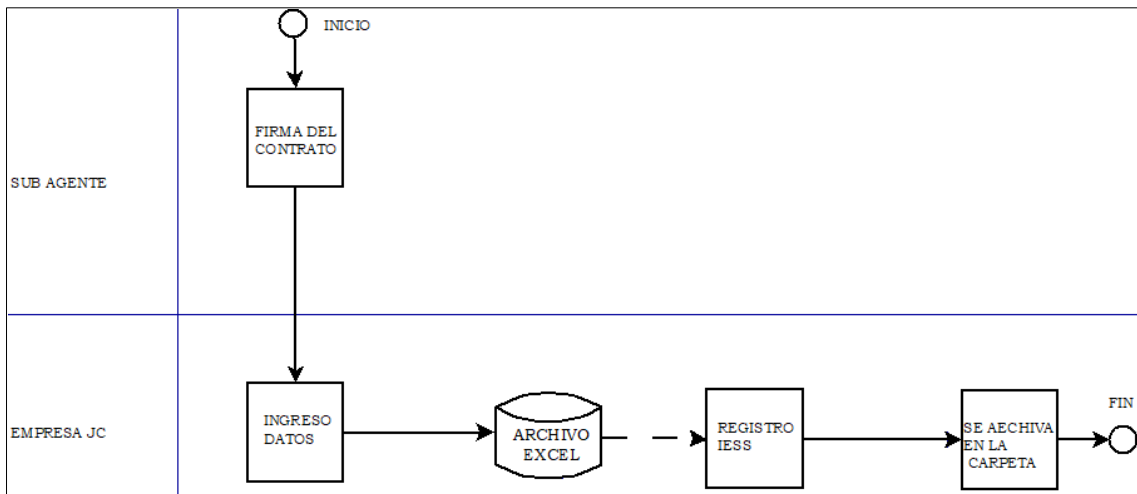 INICIO
FIRMA DEL
CONTRATO
SUB AGENTE
EMPRESA JC
INGRESO
DATOS
ARCHIVO
EXCEL
REGISTRO
IESS
SE AECHIVA
EN LA
CARPETA
FIN